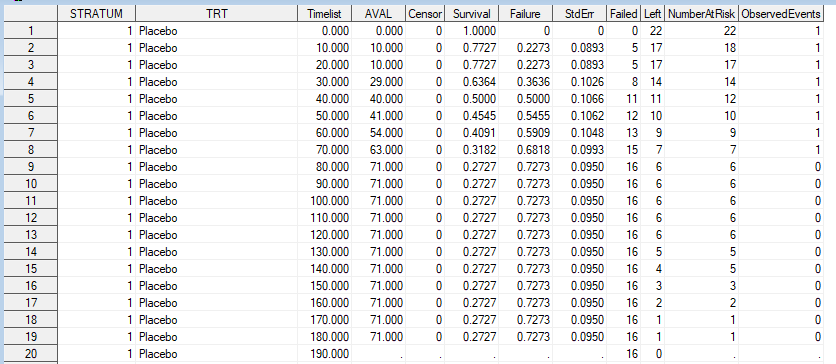 STRATUM TRT Timelist AVAL Censor Survival Failure StdErr Failed Left NumberAtRisk ObservedEvents
1 1 Placebo 0.000 0.000 0 1.0000 0 0 0 22 22 1
2 1 Placebo 10.000 10.000 0 0.7727 0.2273 0.0893 5 17 18 1
3 1 Placebo 20.000 10.000 0 0.7727 0.2273 0.0893 5 17 17 1
4 1 Placebo 30.000 29.000 0 0.6364 0.3636 0.1026 8 14 14 1
5 1 Placebo 40.000 40.000 0 0.5000 0.5000 0.1066 11 11 12 1
6 1 Placebo 50.000 41.000 0 0.4545 0.5455 0.1062 12 10 10 1
7 1 Placebo 60.000 54.000 0 0.4091 0.5909 0.1048 13 9 9 1
8 1 Placebo 70.000 63.000 0 0.3182 0.6818 0.0993 15 7 7 1
9 1 Placebo 80.000 71.000 0 0.2727 0.7273 0.0950 16 6 6 0
10 1 Placebo 90.000 71.000 0 0.2727 0.7273 0.0950 16 6 6 0
11 1 Placebo 100.000 71.000 0 0.2727 0.7273 0.0950 16 6 6 0
12 1 Placebo 110.000 71.000 0 0.2727 0.7273 0.0950 16 6 6 0
13 1 Placebo 120.000 71.000 0 0.2727 0.7273 0.0950 16 6 6 0
14 1 Placebo 130.000 71.000 0 0.2727 0.7273 0.0950 16 5 5 0
15 1 Placebo 140.000 71.000 0 0.2727 0.7273 0.0950 16 4 5 0
16 1 Placebo 150.000 71.000 0 0.2727 0.7273 0.0950 16 3 3 0
17 1 Placebo 160.000 71.000 0 0.2727 0.7273 0.0950 16 2 2 0
18 1 Placebo 170.000 71.000 0 0.2727 0.7273 0.0950 16 1 1 0
19 1 Placebo 180.000 71.000 0 0.2727 0.7273 0.0950 16 1 1 0
20 1 Placebo 190.000 . . . . . 16 0 . .